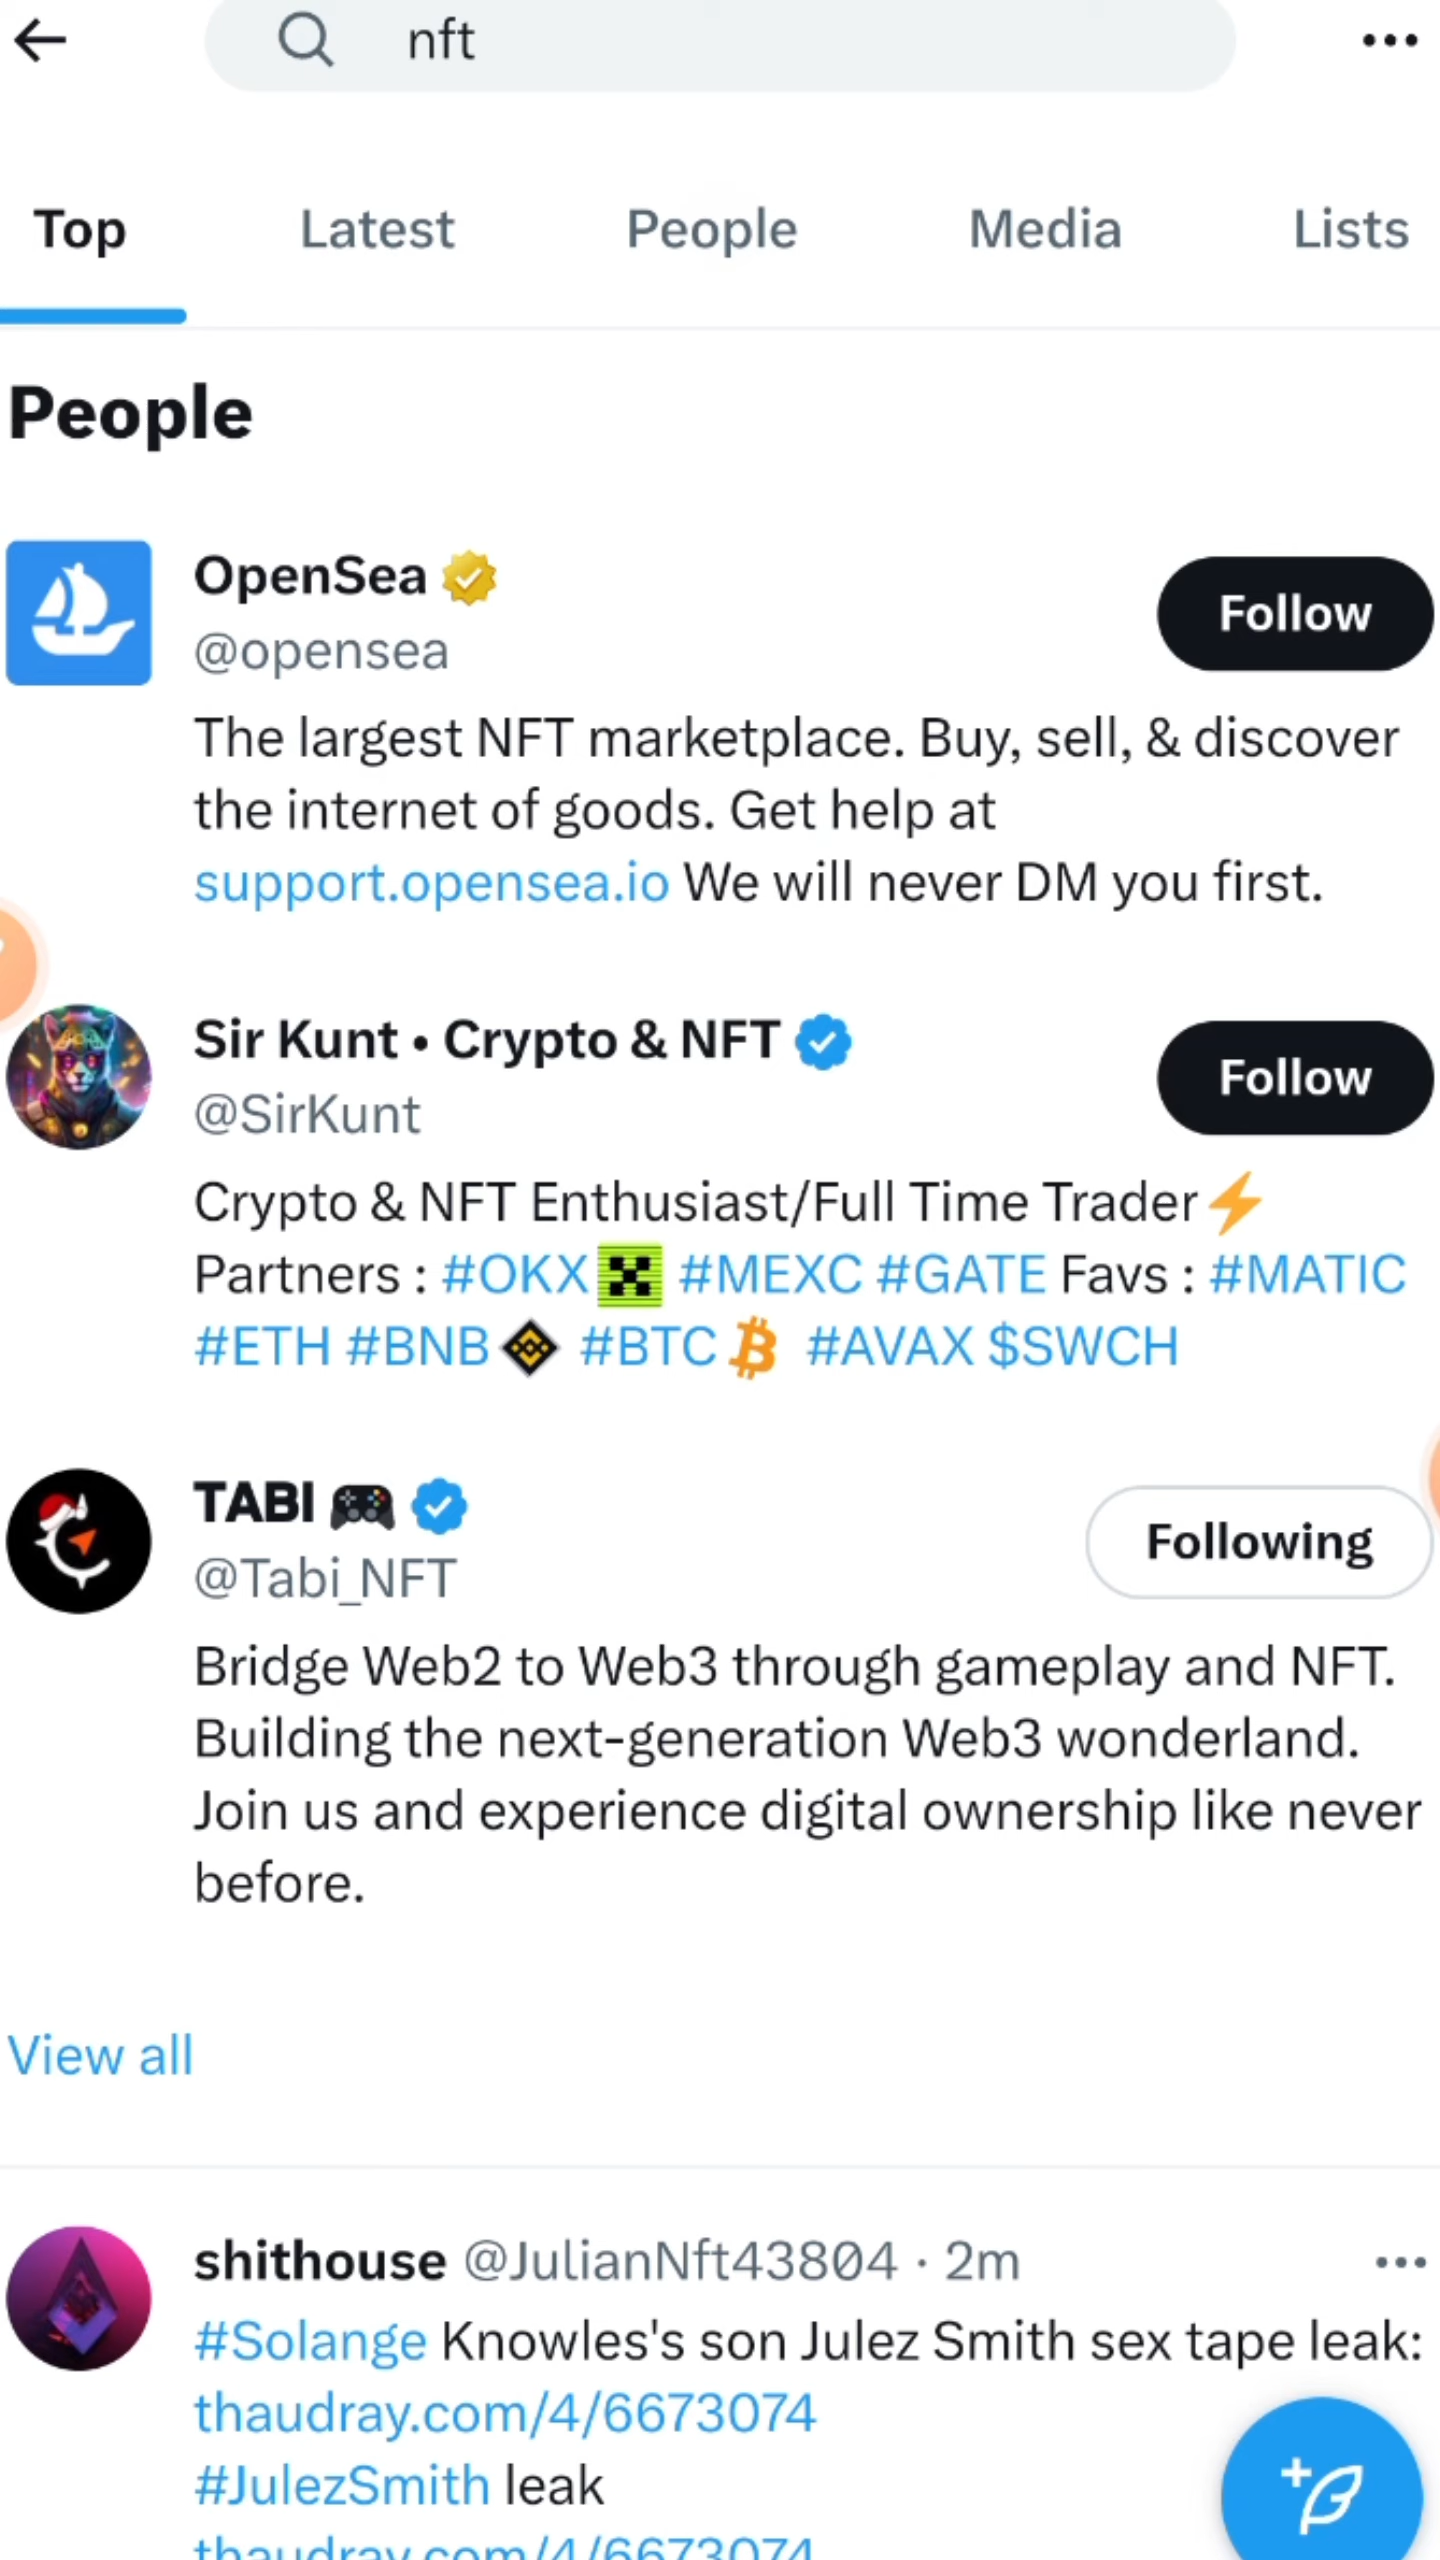 nft
Top Latest People Media Lists
People
OpenSea
@opensea
Follow
The largest NFT marketplace. Buy, sell, & discover
the internet of goods. Get help at
support.opensea.io We will never DM you first.
Sir Kunt • Crypto & NFT
@SirKunt
Follow
Crypto & NFT Enthusiast/Full Time Trader⚡
Partners : #OKX #MEXC #GATE Favs : #MATIC
#ETH #BNB #BTC #AVAX $SWCH
TABI 🎮
@Tabi_NFT
Following
Bridge Web2 to Web3 through gameplay and NFT.
Building the next-generation Web3 wonderland.
Join us and experience digital ownership like never
before.
View all
shithouse @JulianNft43804 · 2m
#Solange Knowles's son Julez Smith sex tape leak:
thaudray.com/4/6673074
#JulezSmith leak
thaudray.com/4/6673074